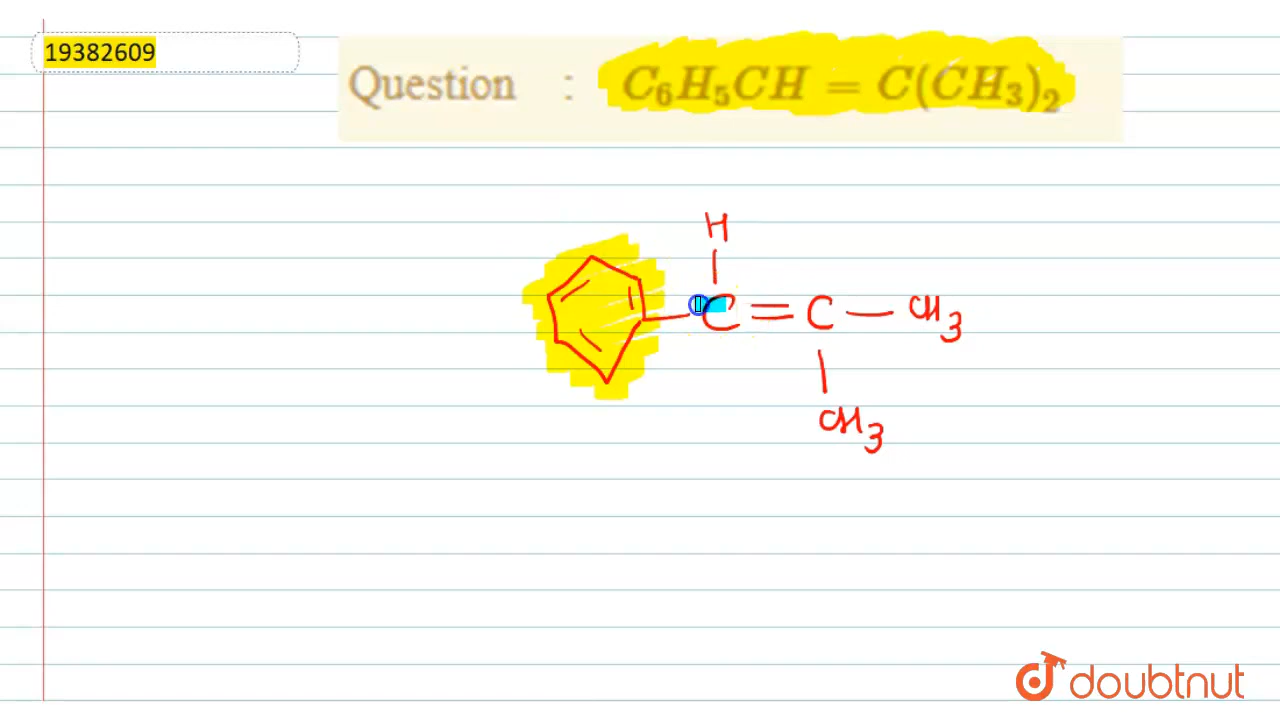 19382609
Question : C₆H₅CH = C(CH₃)₂
H
C = C — CH₃
CH₃
doubtnut